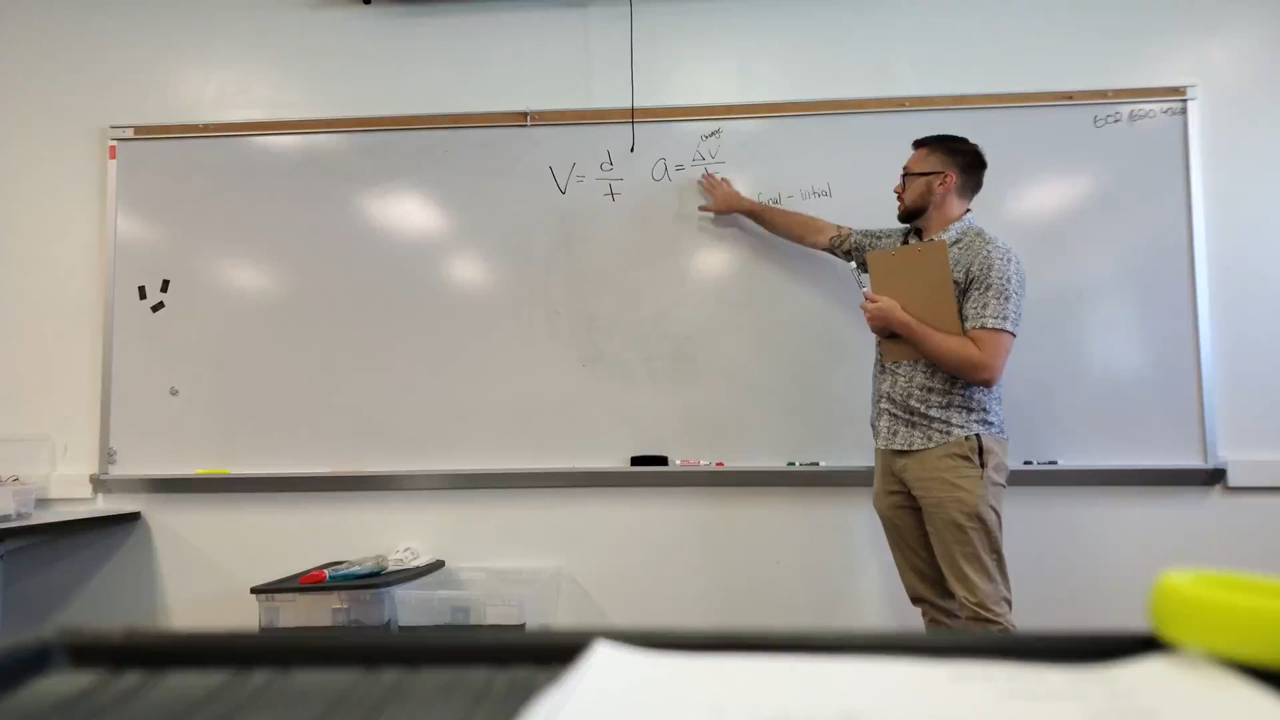 change
V = d/t
a = ΔV/t
final - initial